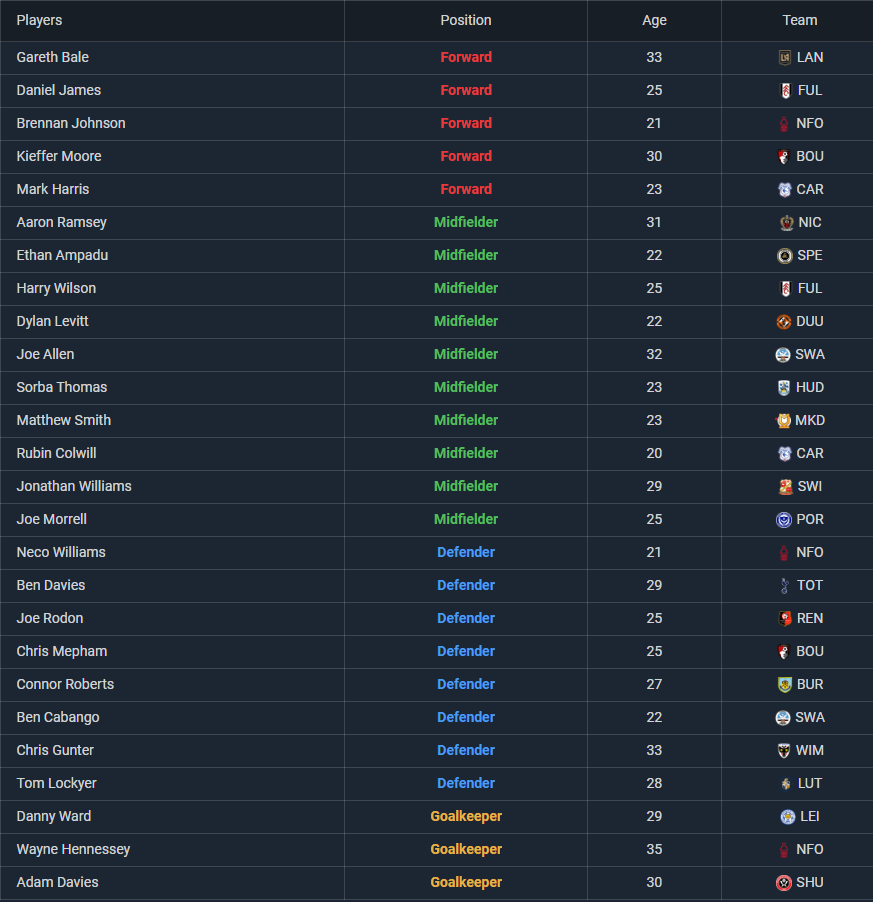 Players Position Age Team
Gareth Bale Forward 33 LAN
Daniel James Forward 25 FUL
Brennan Johnson Forward 21 NFO
Kieffer Moore Forward 30 BOU
Mark Harris Forward 23 CAR
Aaron Ramsey Midfielder 31 NIC
Ethan Ampadu Midfielder 22 SPE
Harry Wilson Midfielder 25 FUL
Dylan Levitt Midfielder 22 DUU
Joe Allen Midfielder 32 SWA
Sorba Thomas Midfielder 23 HUD
Matthew Smith Midfielder 23 MKD
Rubin Colwill Midfielder 20 CAR
Jonathan Williams Midfielder 29 SWI
Joe Morrell Midfielder 25 POR
Neco Williams Defender 21 NFO
Ben Davies Defender 29 TOT
Joe Rodon Defender 25 REN
Chris Mepham Defender 25 BOU
Connor Roberts Defender 27 BUR
Ben Cabango Defender 22 SWA
Chris Gunter Defender 33 WIM
Tom Lockyer Defender 28 LUT
Danny Ward Goalkeeper 29 LEI
Wayne Hennessey Goalkeeper 35 NFO
Adam Davies Goalkeeper 30 SHU